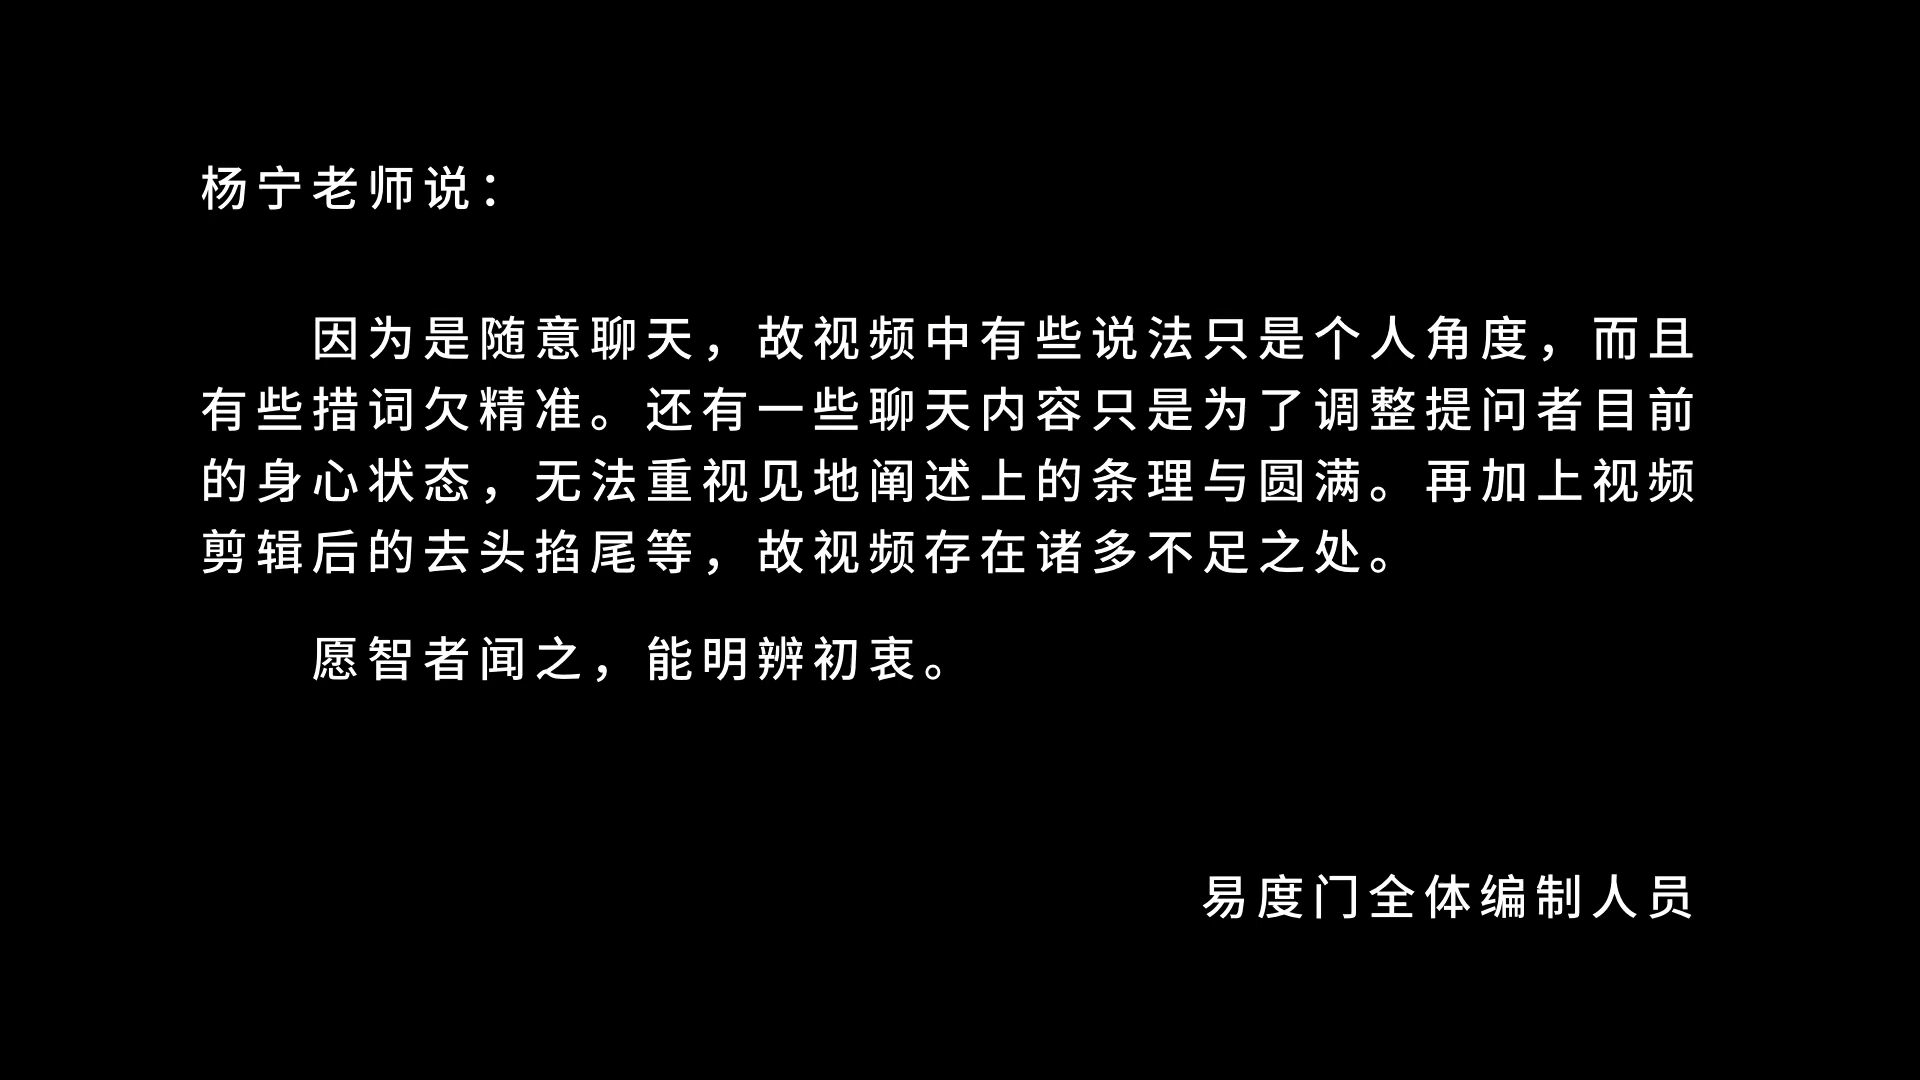 杨宁老师说：
因为是随意聊天，故视频中有些说法只是个人角度，而且
有些措词欠精准。还有一些聊天内容只是为了调整提问者目前
的身心状态，无法重视见地阐述上的条理与圆满。再加上视频
剪辑后的去头掐尾等，故视频存在诸多不足之处。
愿智者闻之，能明辨初衷。
易度门全体编制人员